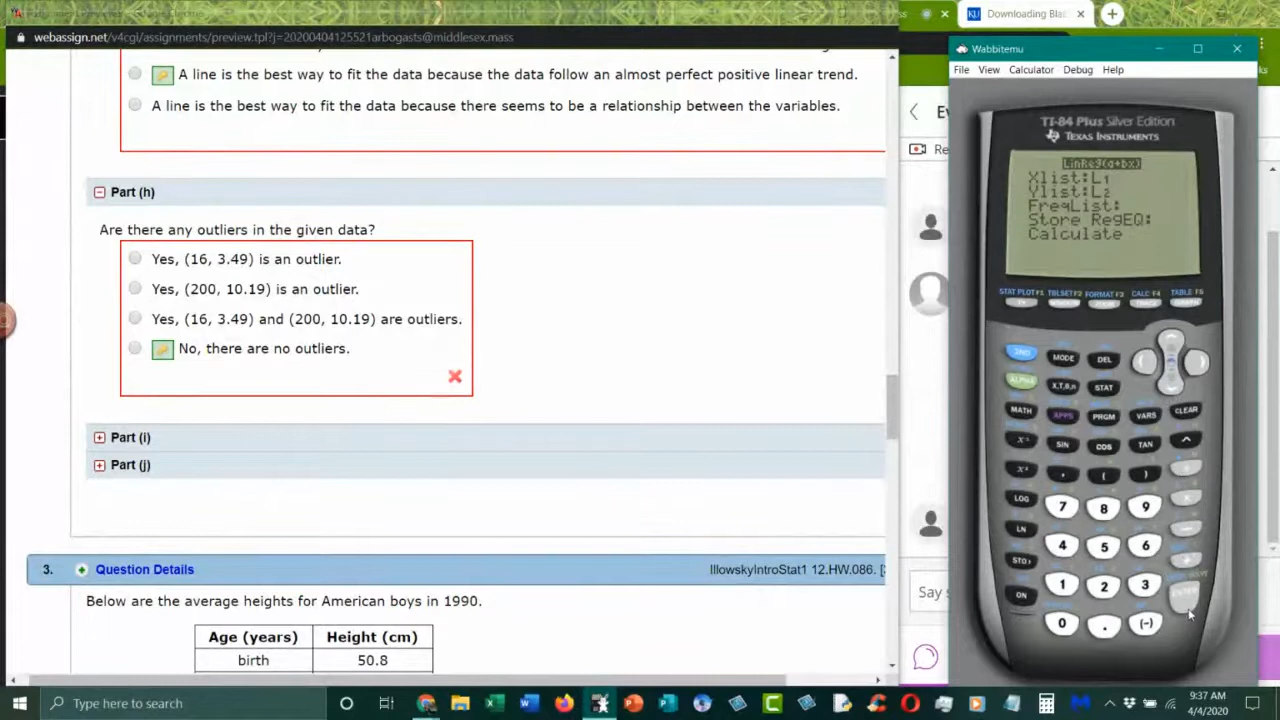 webassign.net/v4cgi/assignments/preview.tpl?j=20200404125521arbogasts@middlesex.mass
Downloading Bla
A line is the best way to fit the data because the data follow an almost perfect positive linear trend.
A line is the best way to fit the data because there seems to be a relationship between the variables.
Part (h)
Are there any outliers in the given data?
Yes, (16, 3.49) is an outlier.
Yes, (200, 10.19) is an outlier.
Yes, (16, 3.49) and (200, 10.19) are outliers.
No, there are no outliers.
Part (i)
Part (j)
3. Question Details IllowskyIntroStat1 12.HW.086. [
Below are the average heights for American boys in 1990.
Age (years) Height (cm)
birth 50.8
Re
Say s
Wabbitemu
File View Calculator Debug Help
TI-84 Plus Silver Edition
TEXAS INSTRUMENTS
LinReg(a+bx)
Xlist:L1
Ylist:L2
FreqList:
Store RegEQ:
Calculate
STAT PLOT F1 TBLSET F2 FORMAT F3 CALC F4 TABLE F5
2ND MODE DEL
ALPHA X,T,θ,n STAT
MATH APPS PRGM VARS CLEAR
SIN COS TAN ^
, ( )
LOG 7 8 9
LN 4 5 6
STO› 1 2 3
ON 0 . (-) ENTER
Type here to search
9:37 AM
4/4/2020